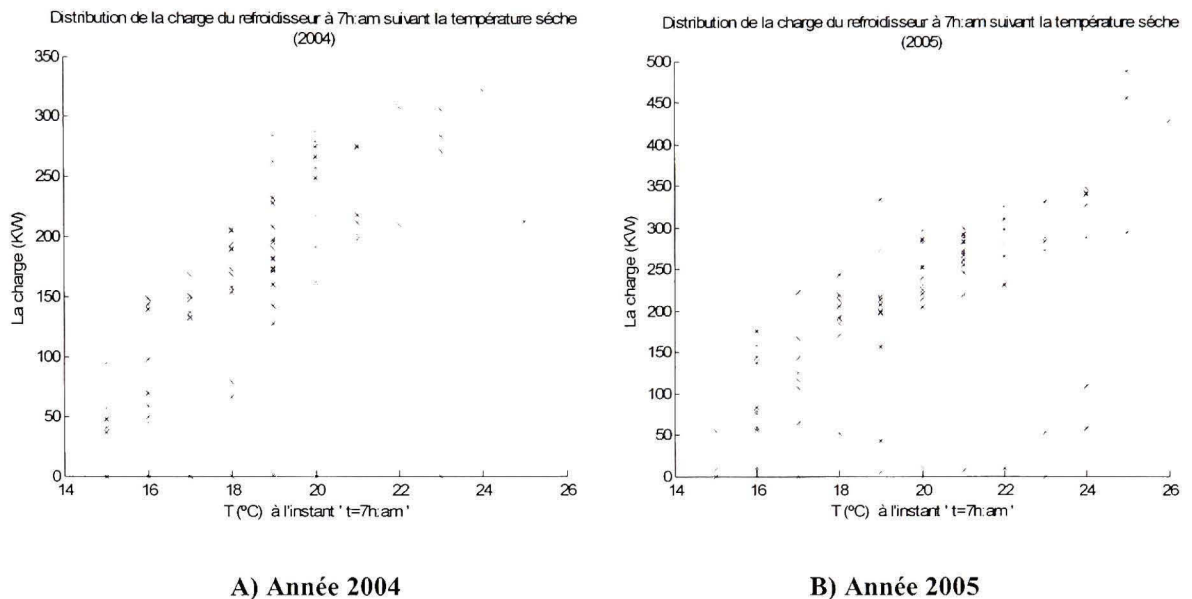 Distribution de la charge du refroidisseur à 7h:am suivant la température séche
(2004)
350
300
250
200
150
100
50
0
La charge (KW)
14 16 18 20 22 24 26
T (ºC) à l'instant ' t=7h:am '
A) Année 2004
Distribution de la charge du refroidisseur à 7h:am suivant la température séche
(2005)
500
450
400
350
300
250
200
150
100
50
0
La charge (KW)
14 16 18 20 22 24 26
T (ºC) à l'instant ' t=7h:am '
B) Année 2005